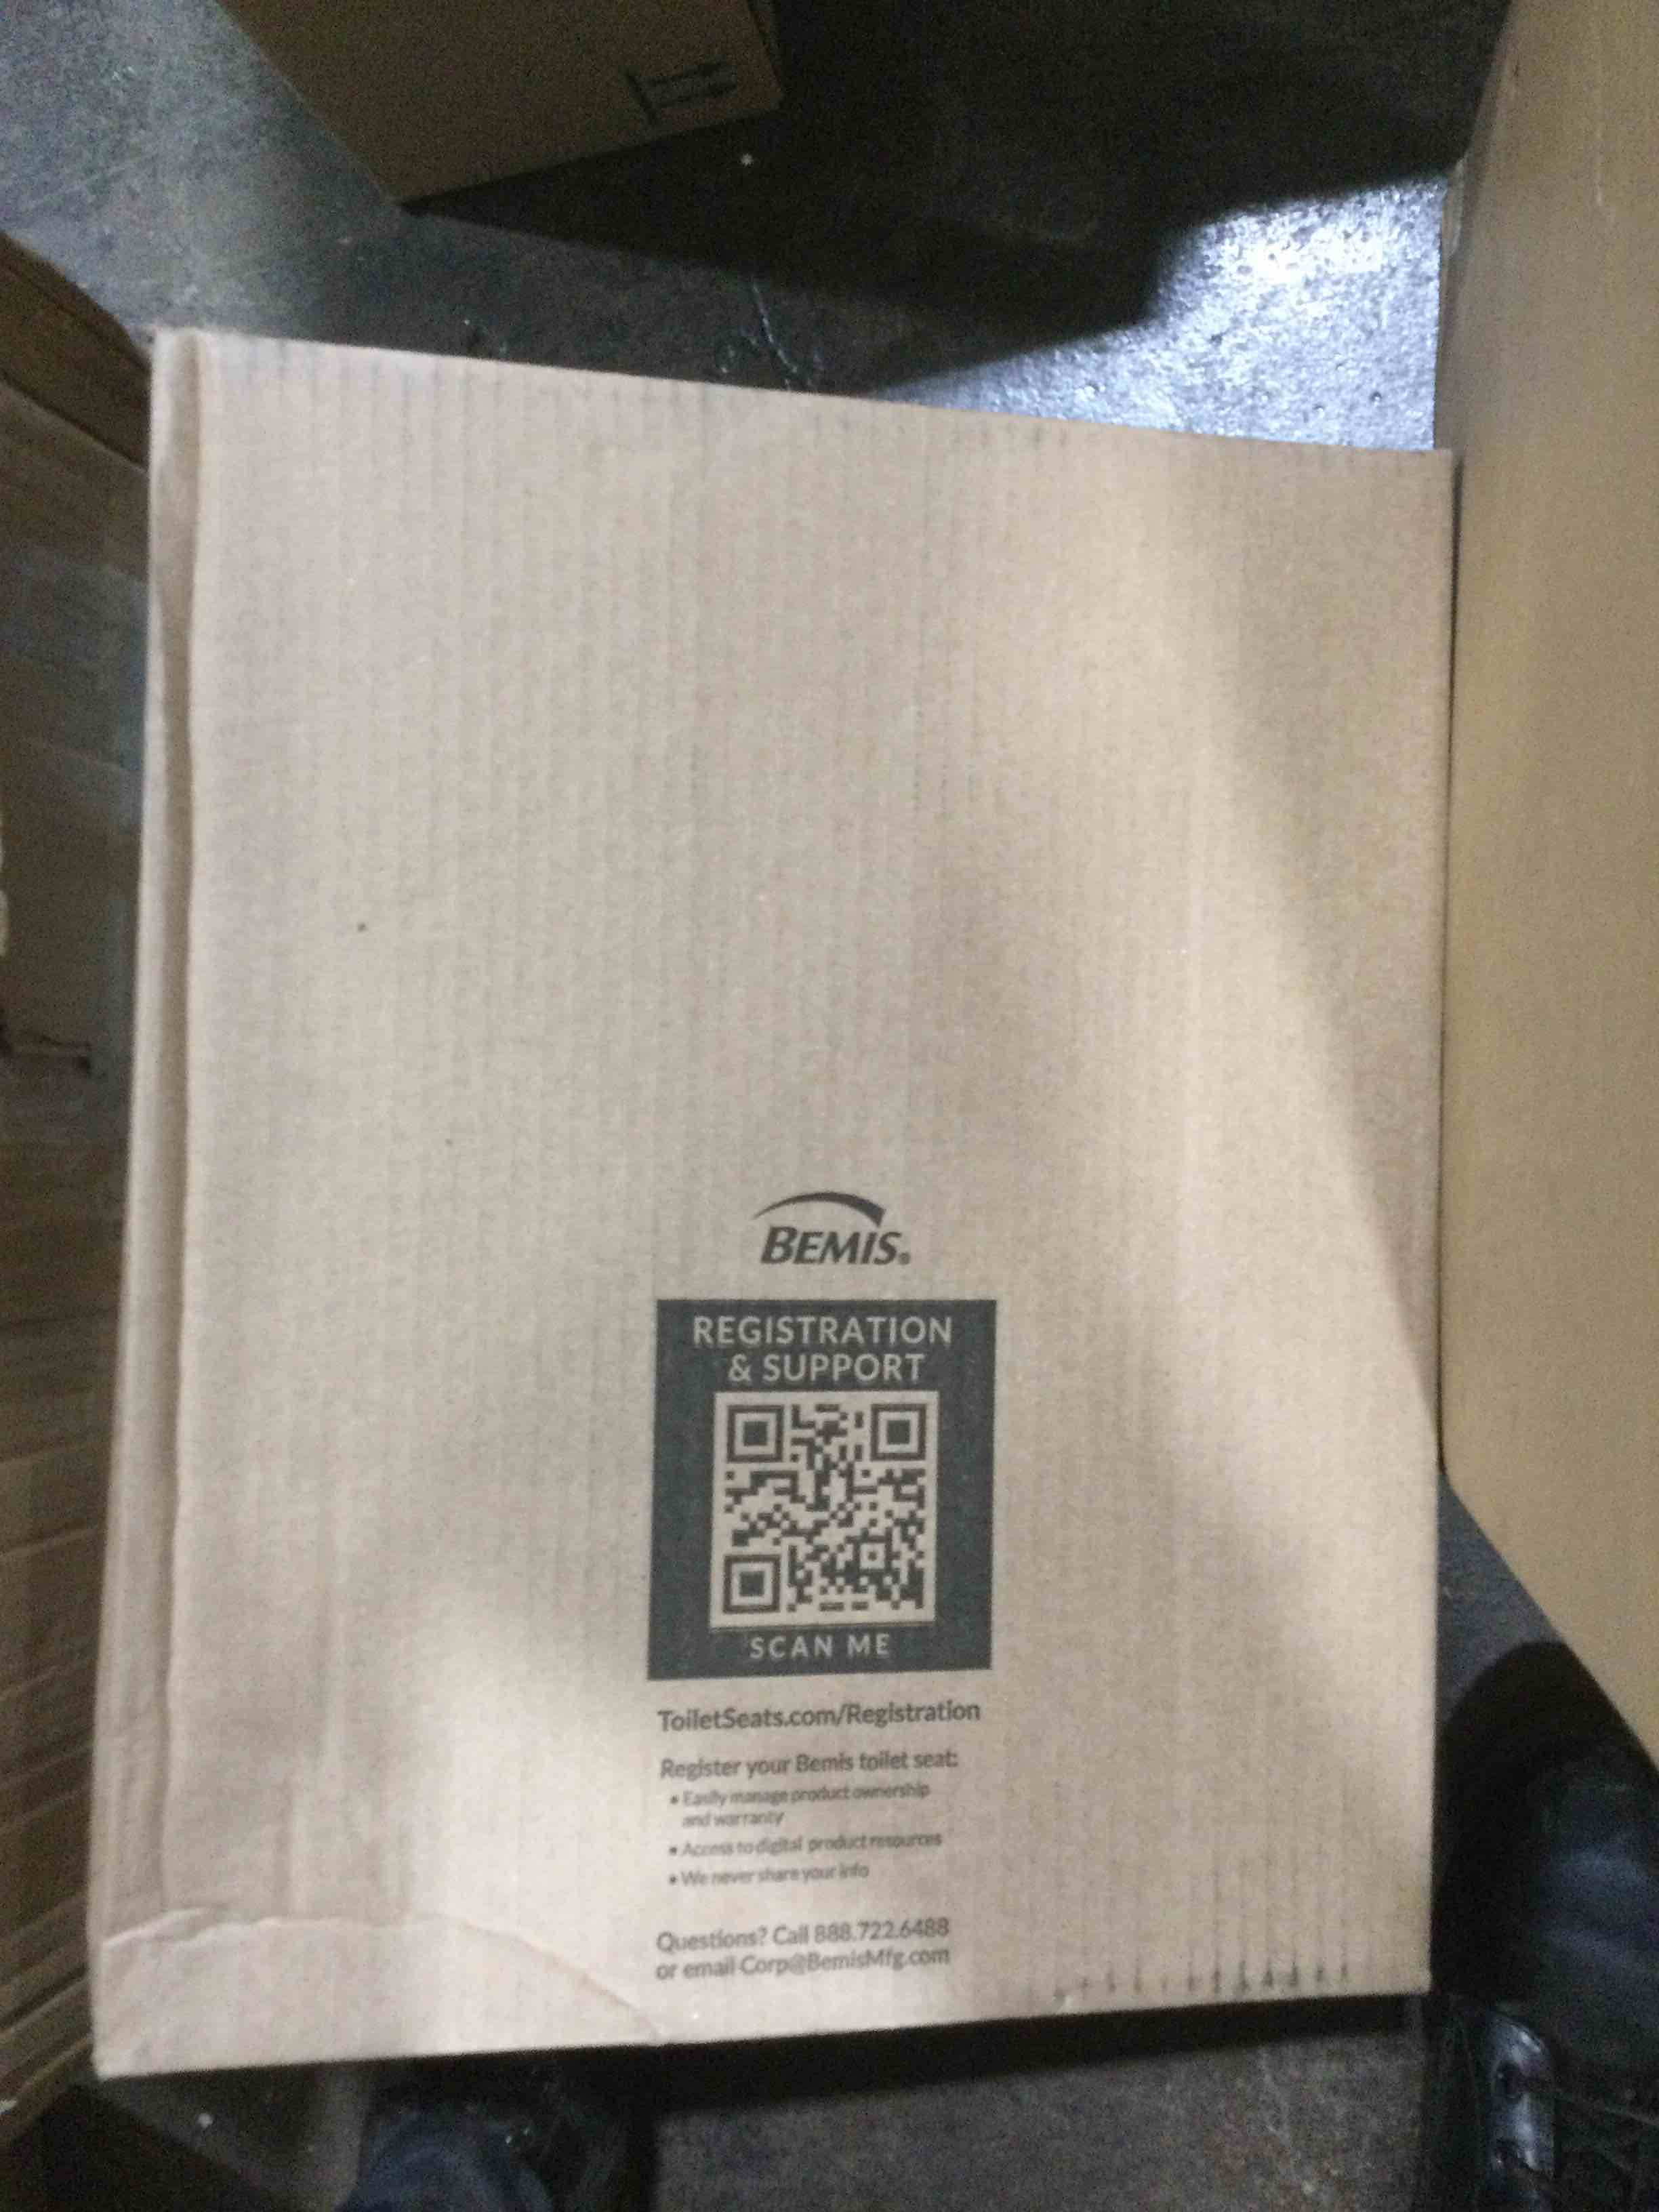 BEMIS®
REGISTRATION
& SUPPORT
SCAN ME
ToiletSeats.com/Registration
Register your Bemis toilet seat:
• Easily manage product ownership
and warranty
• Access to digital product resources
• We never share your info
Questions? Call 888.722.6488
or email Corp@BemisMfg.com